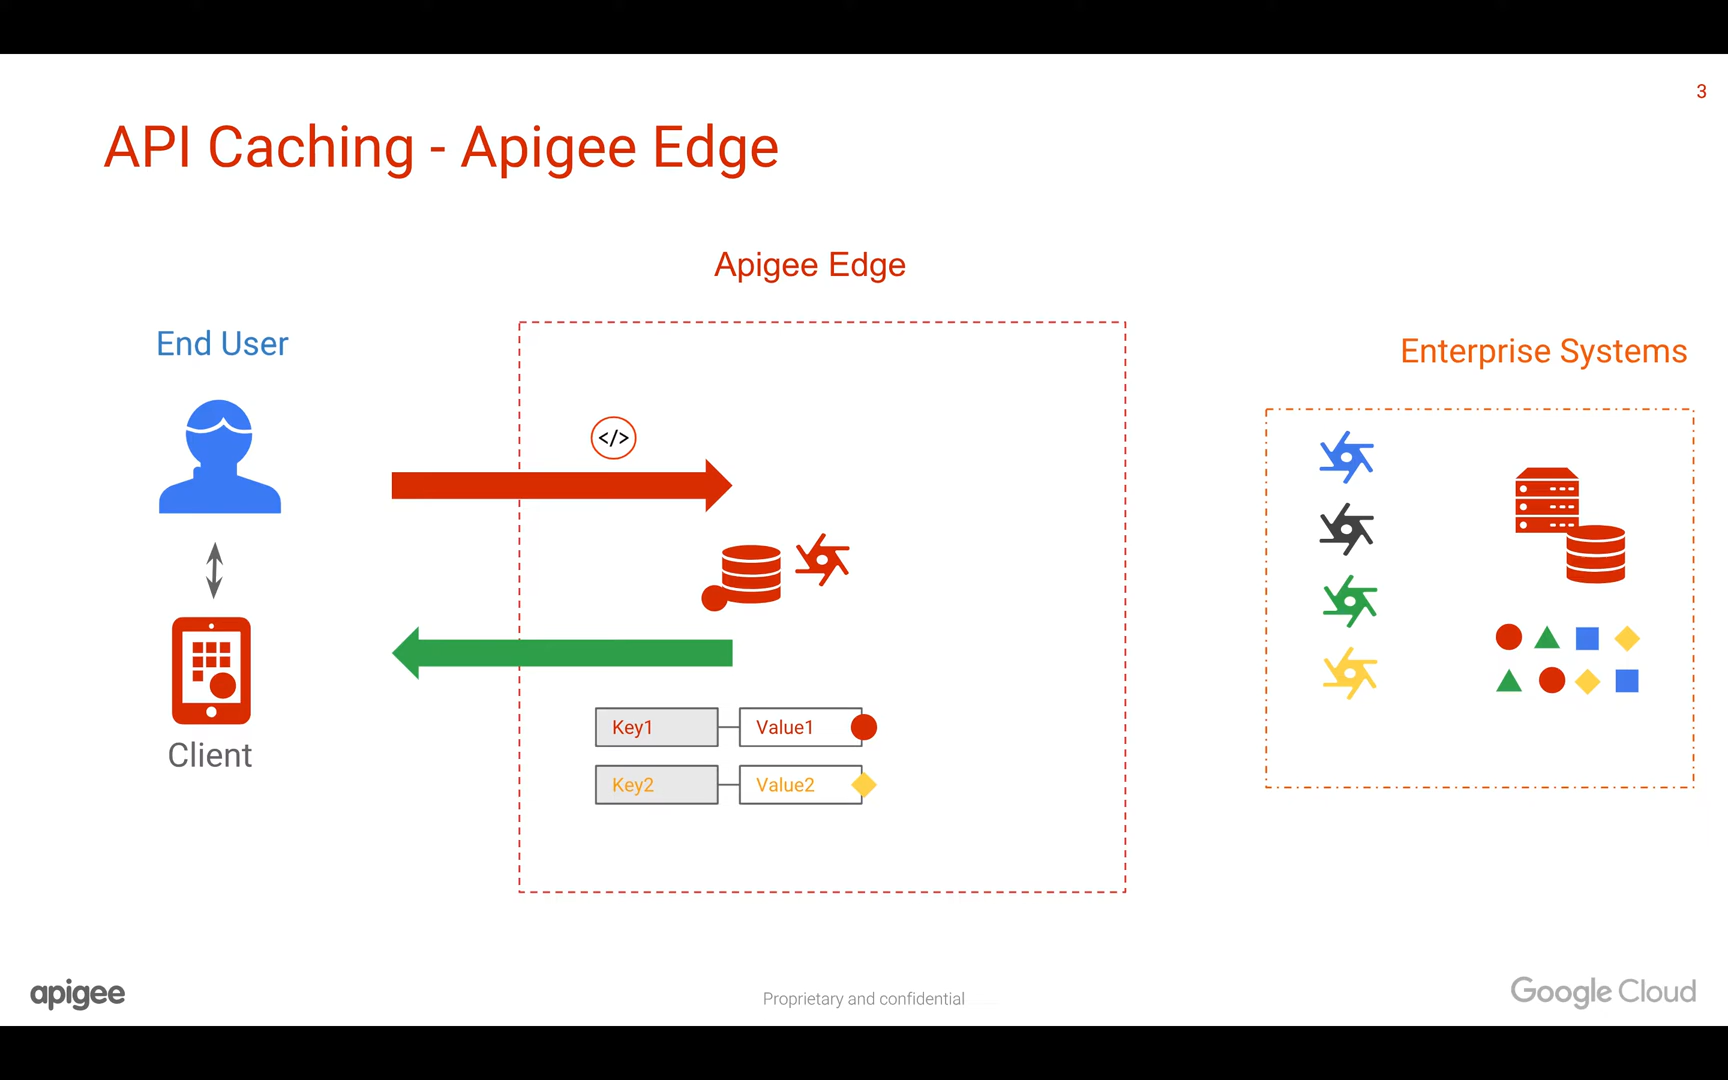 3
API Caching - Apigee Edge
Apigee Edge
End User
Enterprise Systems
</>
Key1
Value1
Key2
Value2
Client
apigee
Proprietary and confidential
Google Cloud